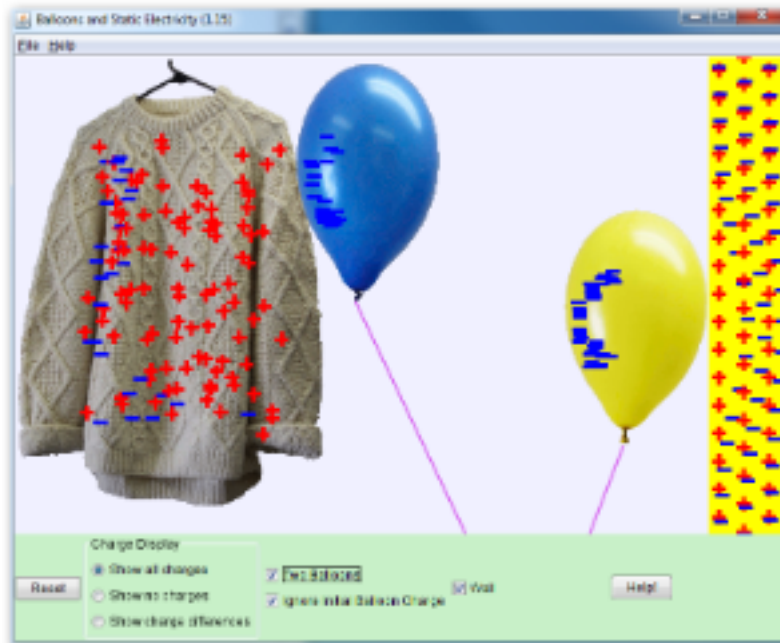 Balloons and Static Electricity (1.15)
File Help
Charge Display
Show all charges
Show no charges
Show charge differences
Reset
Two Balloons
Ignore Initial Balloon Charge
Wall
Help!